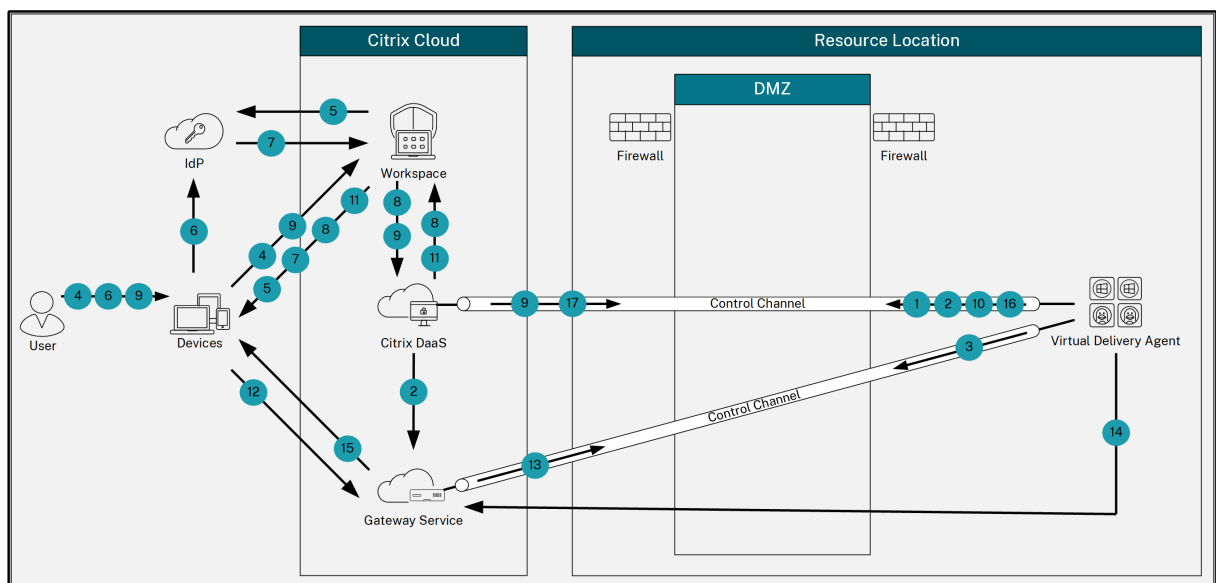 Citrix Cloud
Resource Location
DMZ
5
7
IdP
Workspace
Firewall
Firewall
11
8
8
9
8
9
6
4
7
11
5
4 6 9
User
Devices
Citrix DaaS
9 17
Control Channel
1 2 10 16
Virtual Delivery Agent
3
2
12
Control Channel
14
15
13
Gateway Service